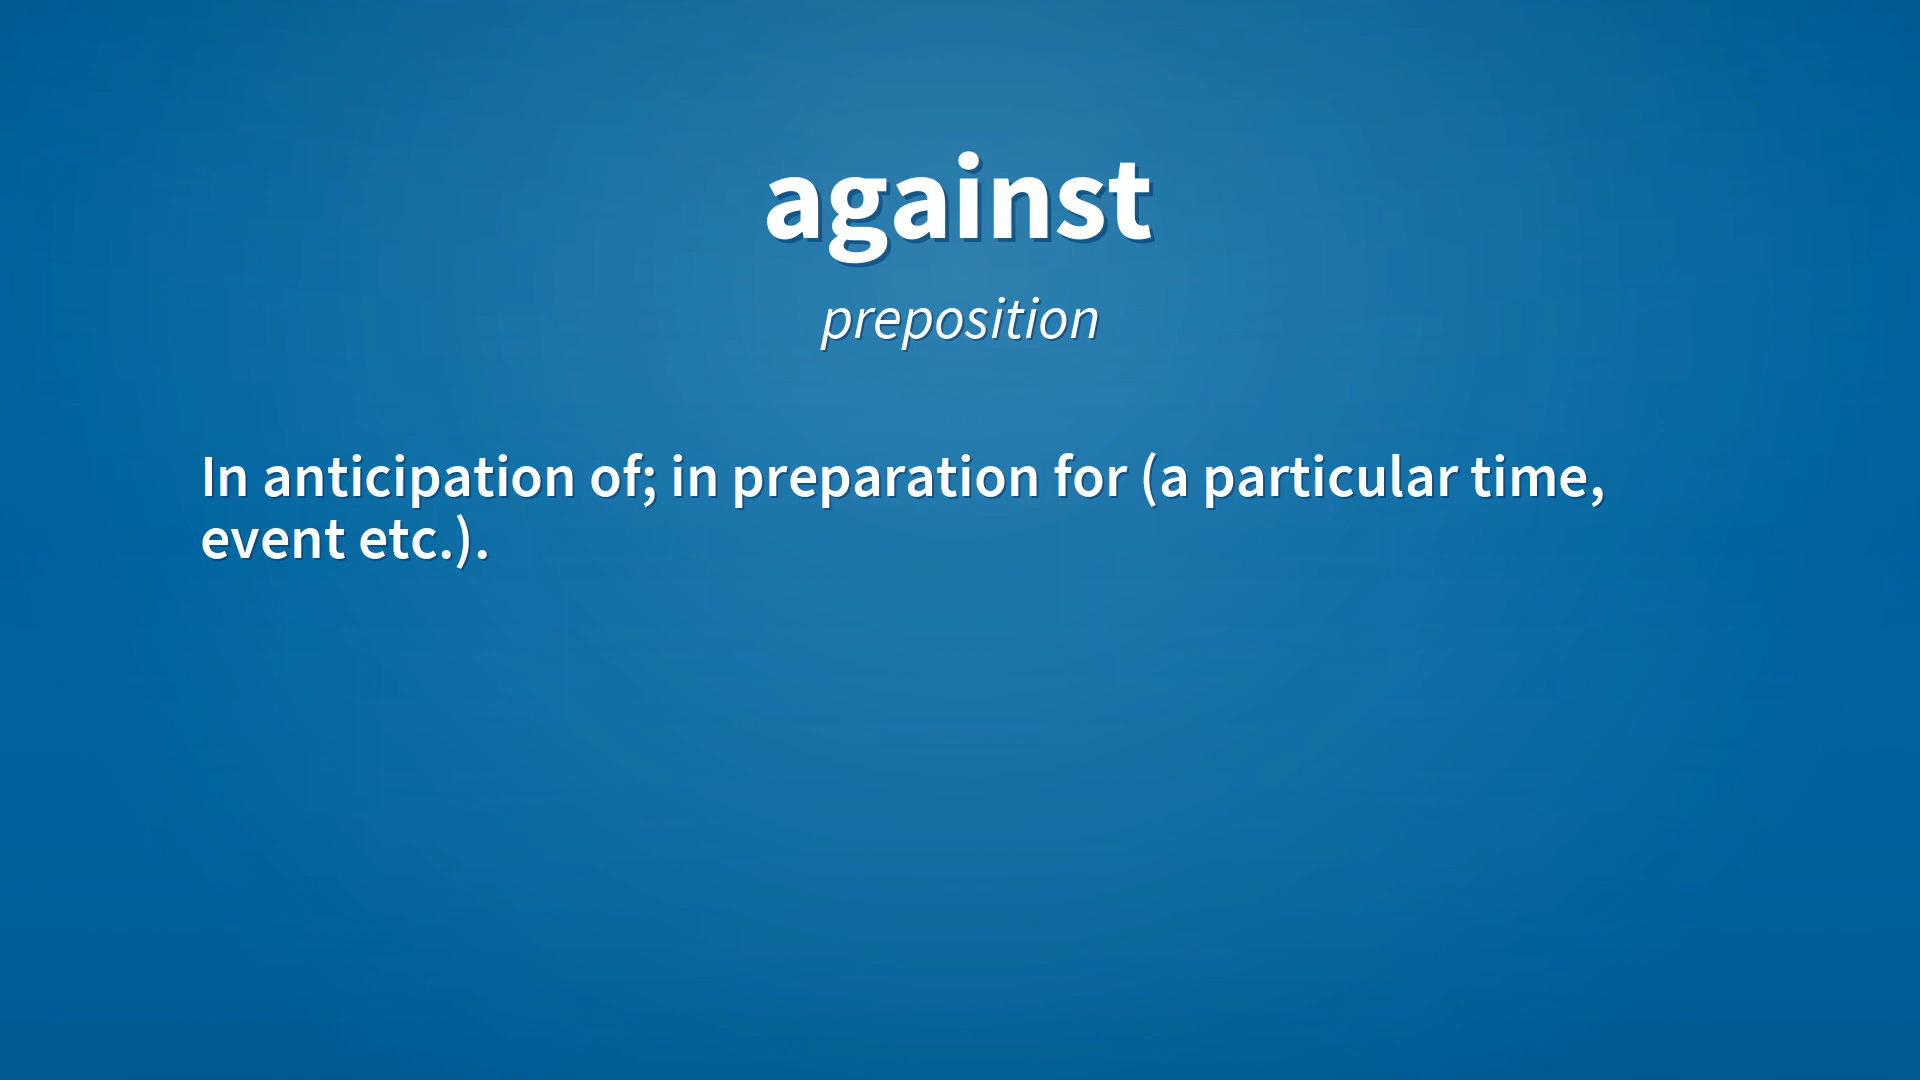 against
preposition
In anticipation of; in preparation for (a particular time,
event etc.).